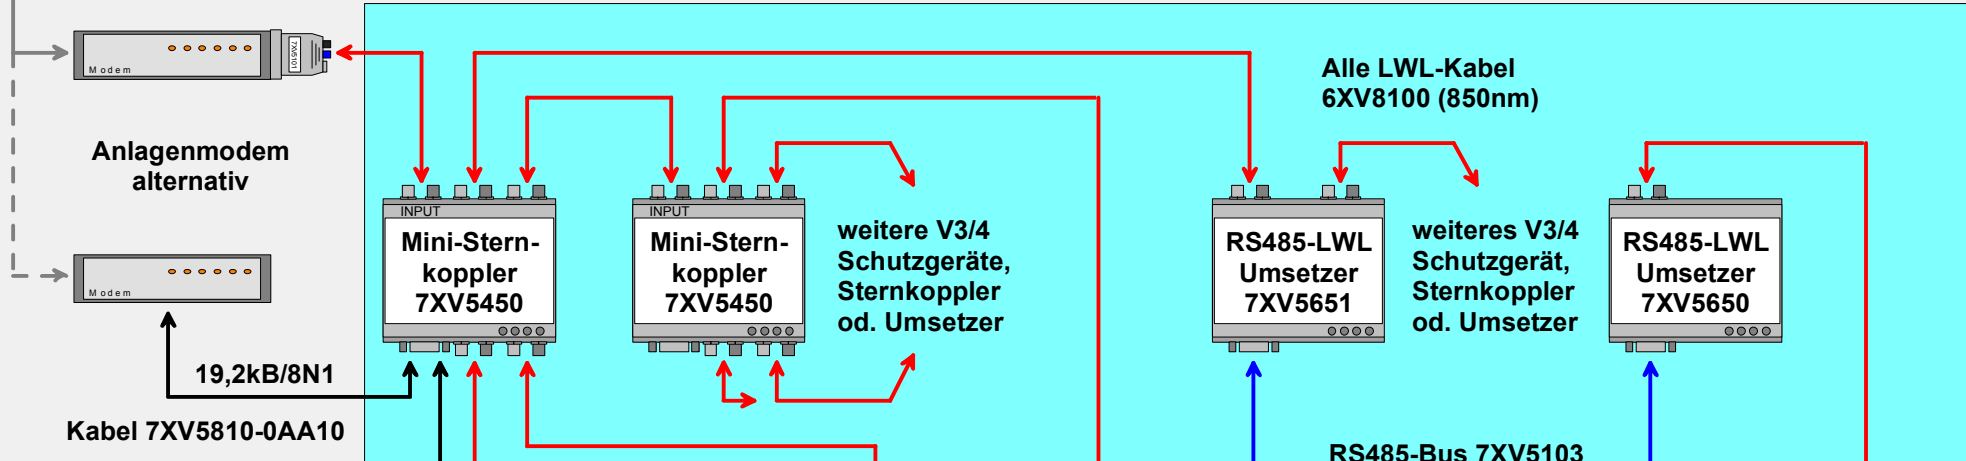 Modem
7XV5101
Anlagenmodem
alternativ
Modem
19,2kB/8N1
Kabel 7XV5810-0AA10
INPUT
Mini-Stern-
koppler
7XV5450
INPUT
Mini-Stern-
koppler
7XV5450
weitere V3/4
Schutzgeräte,
Sternkoppler
od. Umsetzer
Alle LWL-Kabel
6XV8100 (850nm)
RS485-LWL
Umsetzer
7XV5651
weiteres V3/4
Schutzgerät,
Sternkoppler
od. Umsetzer
RS485-LWL
Umsetzer
7XV5650
RS485-Bus 7XV5103